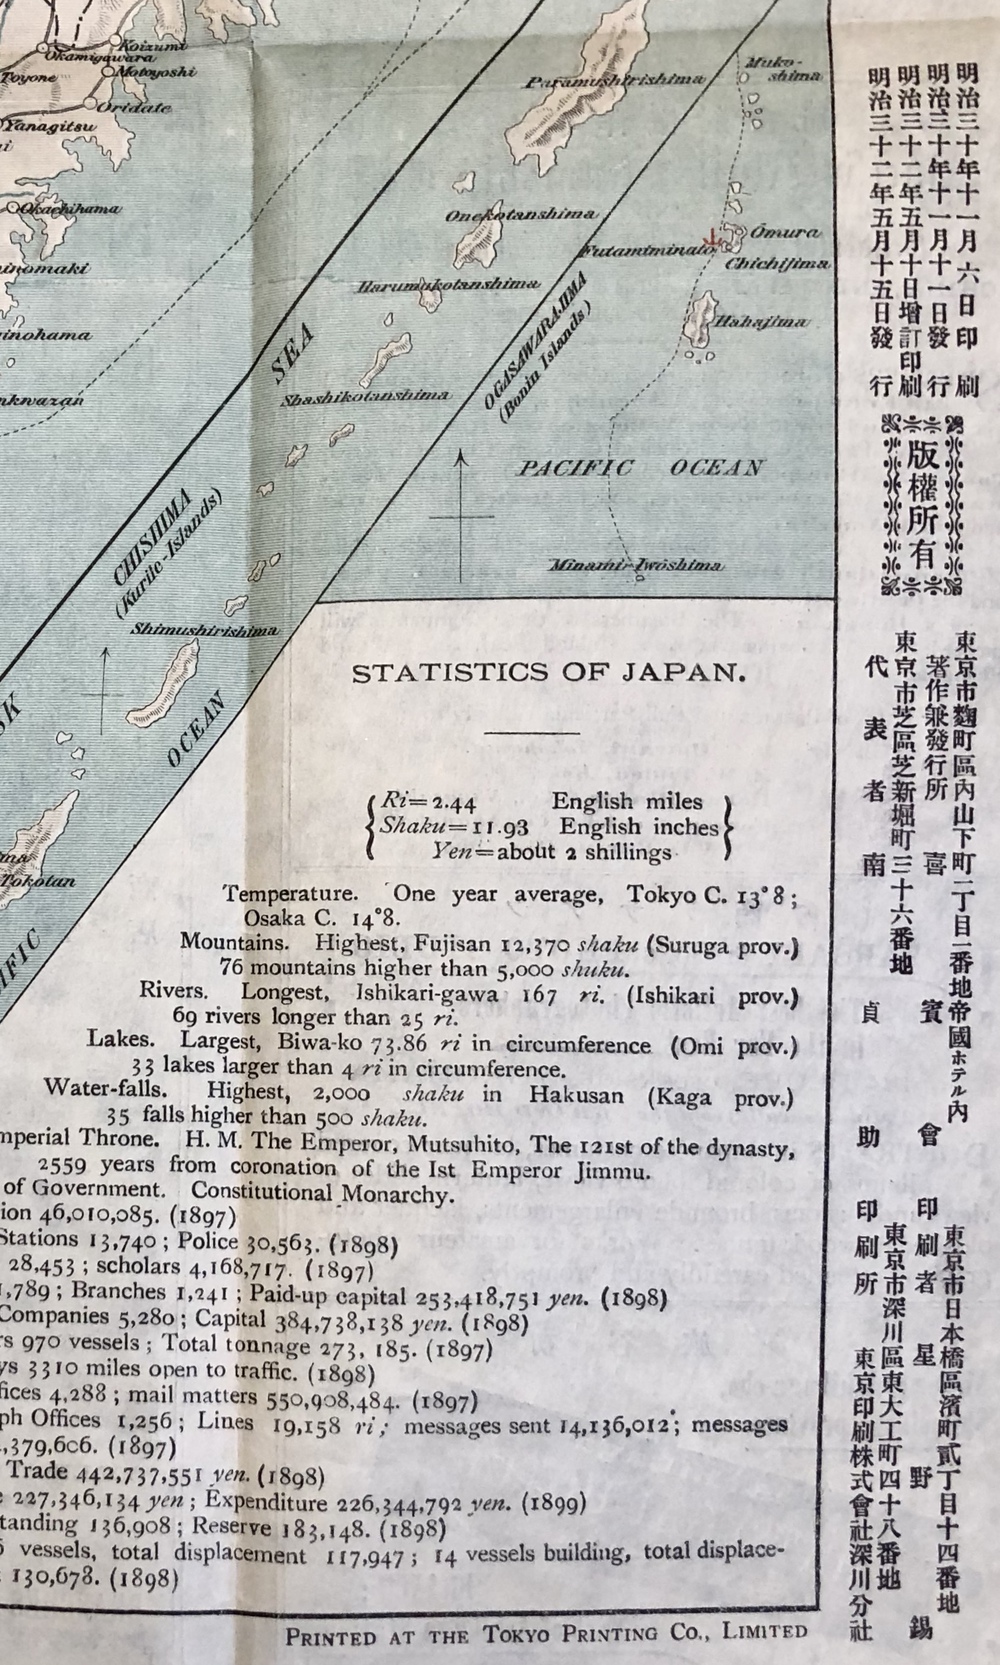 Koizumi
Okamigawara
Toyone
Motoyoshi
Oridate
Yanagitsu
Okachihama
inomaki
inohama
nkwazan
Paramushirishima
Muko-
shima
Onekotanshima
Omura
Futamiminato
Chichijima
Harumukotanshima
Hahajima
SEA
OGASAWARAJIMA
(Bonin Islands)
Shashikotanshima
PACIFIC OCEAN
CHISHIMA
(Kurile-Islands)
Minami-Iwōshima
Shimushirishima
SK
OCEAN
Tokotan
IFIC
STATISTICS OF JAPAN.
Ri=2.44 English miles
Shaku=11.93 English inches
Yen=about 2 shillings
Temperature. One year average, Tokyo C. 13°8;
Osaka C. 14°8.
Mountains. Highest, Fujisan 12,370 shaku (Suruga prov.)
76 mountains higher than 5,000 shuku.
Rivers. Longest, Ishikari-gawa 167 ri. (Ishikari prov.)
69 rivers longer than 25 ri.
Lakes. Largest, Biwa-ko 73.86 ri in circumference (Omi prov.)
33 lakes larger than 4 ri in circumference.
Water-falls. Highest, 2,000 shaku in Hakusan (Kaga prov.)
35 falls higher than 500 shaku.
mperial Throne. H. M. The Emperor, Mutsuhito, The 121st of the dynasty,
2559 years from coronation of the Ist Emperor Jimmu.
of Government. Constitutional Monarchy.
ion 46,010,085. (1897)
Stations 13,740; Police 30,563. (1898)
28,453; scholars 4,168,717. (1897)
1,789; Branches 1,241; Paid-up capital 253,418,751 yen. (1898)
Companies 5,280; Capital 384,738,138 yen. (1898)
rs 970 vessels; Total tonnage 273, 185. (1897)
ys 3310 miles open to traffic. (1898)
fices 4,288; mail matters 550,908,484. (1897)
ph Offices 1,256; Lines 19,158 ri; messages sent 14,136,012; messages
,379,606. (1897)
Trade 442,737,551 yen. (1898)
e 227,346,134 yen; Expenditure 226,344,792 yen. (1899)
tanding 136,908; Reserve 183,148. (1898)
vessels, total displacement 117,947; 14 vessels building, total displace-
130,678. (1898)
PRINTED AT THE TOKYO PRINTING CO., LIMITED
明治三十年十一月六日印刷
明治三十年十一月十一日發行
明治三十二年五月十日增訂印刷
明治三十二年五月十五日發行
版權所有
東京市麴町區內山下町二丁目一番地帝國ホテル內
著作兼發行所 喜賓會
東京市芝區芝新堀町三十六番地
代表者 南貞助
東京市日本橋區濱町貳丁目十四番地
印刷者 星野錫
東京市深川區東大工町四十八番地
印刷所 東京印刷株式會社深川分社